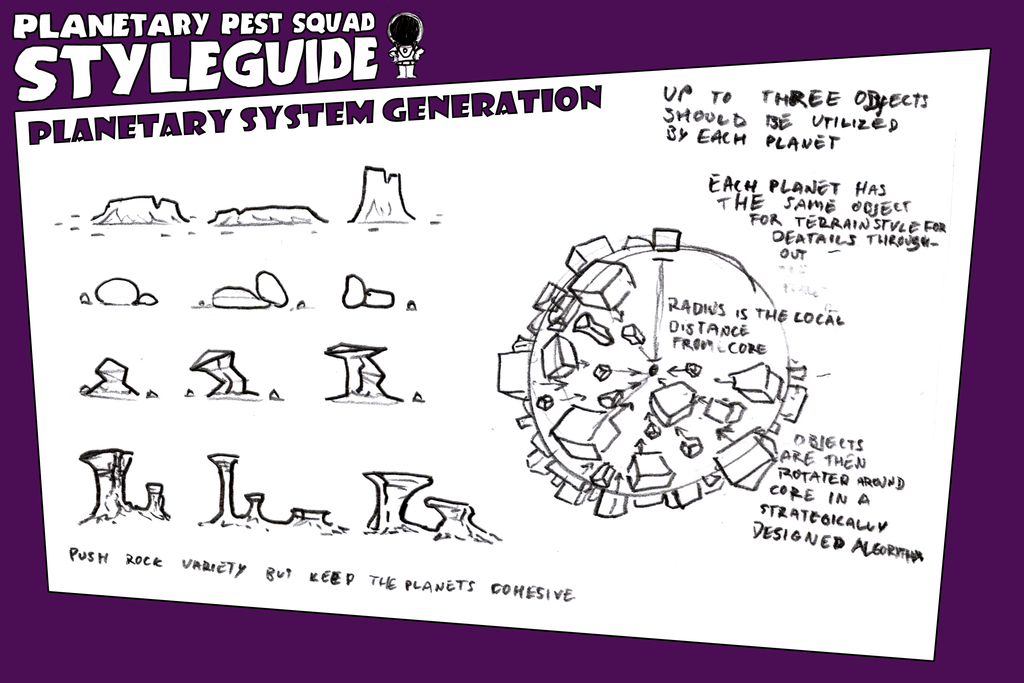 PLANETARY PEST SQUAD
STYLEGUIDE
PLANETARY SYSTEM GENERATION
UP TO THREE OBJECTS
SHOULD BE UTILIZED
BY EACH PLANET
EACH PLANET HAS
THE SAME OBJECT
FOR TERRAIN STYLE FOR
DEATAILS THROUGH-
OUT
RADIUS IS THE LOCAL
DISTANCE
FROM CORE
OBJECTS
ARE THEN
ROTATED AROUND
CORE IN A
STRATEGICALLY
DESIGNED ALGORITHM
PUSH ROCK VARIETY BUT KEEP THE PLANETS COHESIVE